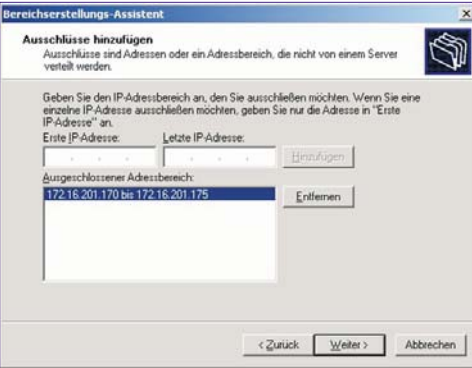 Bereichserstellungs-Assistent
Ausschlüsse hinzufügen
Ausschlüsse sind Adressen oder ein Adressbereich, die nicht von einem Server
verteilt werden.
Geben Sie den IP-Adressbereich an, den Sie ausschließen möchten. Wenn Sie eine
einzelne IP-Adresse ausschließen möchten, geben Sie nur die Adresse in "Erste
IP-Adresse" an.
Erste IP-Adresse: Letzte IP-Adresse:
Hinzufügen
Ausgeschlossener Adressbereich:
172.16.201.170 bis 172.16.201.175
Entfernen
< Zurück Weiter > Abbrechen